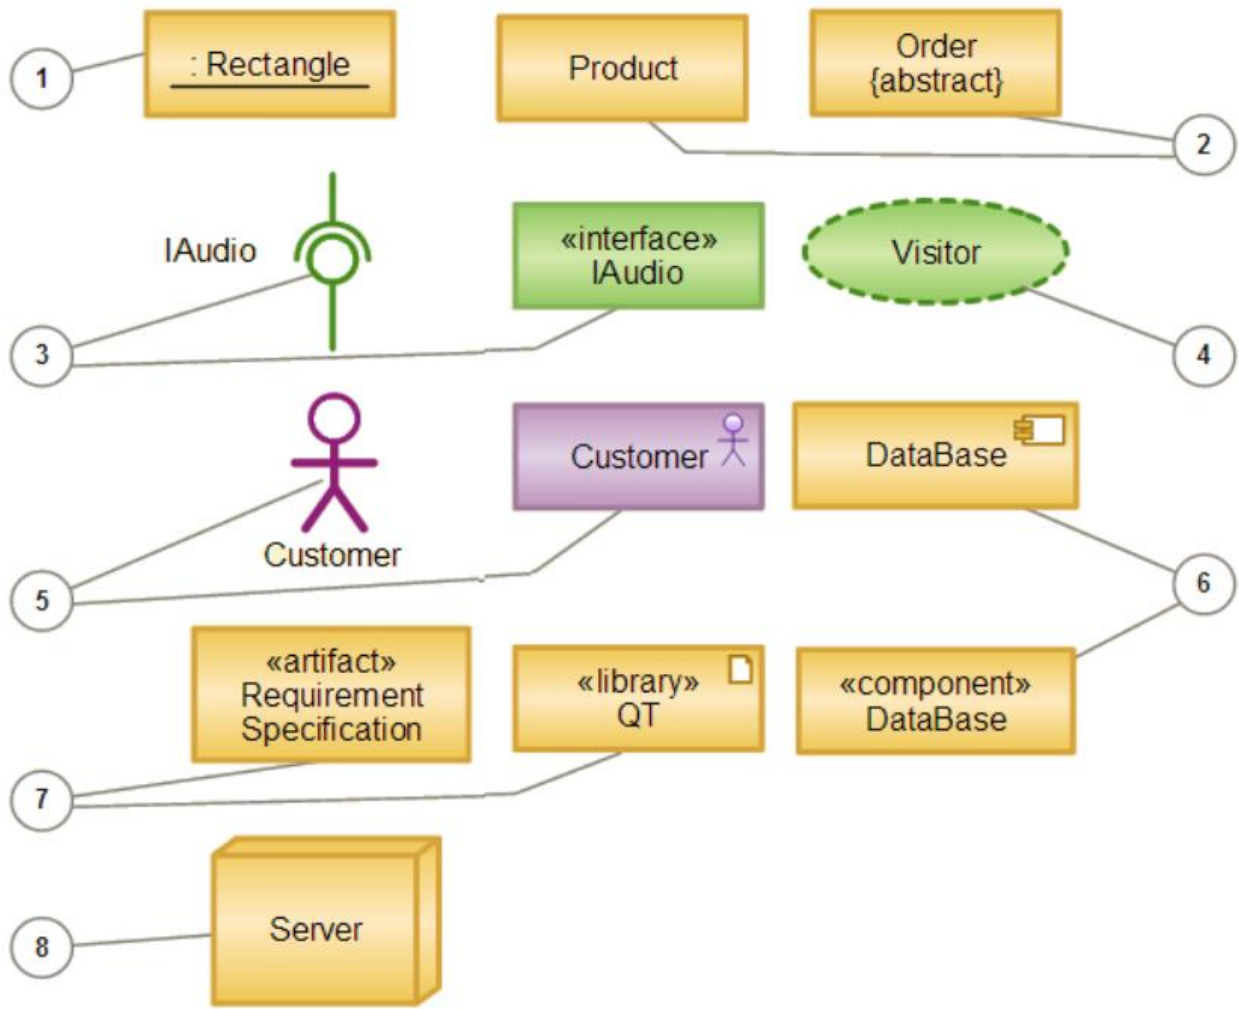 1
: Rectangle
Product
Order
{abstract}
2
IAudio
«interface»
IAudio
Visitor
3
4
Customer
Customer
DataBase
5
6
«artifact»
Requirement
Specification
«library»
QT
«component»
DataBase
7
Server
8